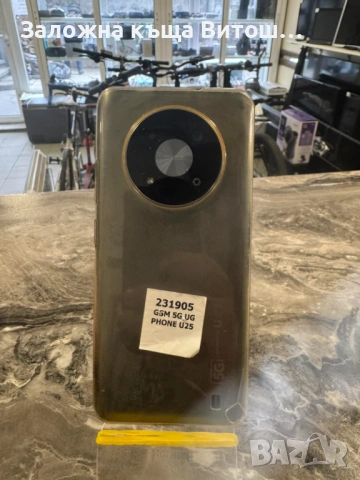 Заложна къща Витош...
231905
GSM 5G UG
PHONE U25
5G
BAZAR